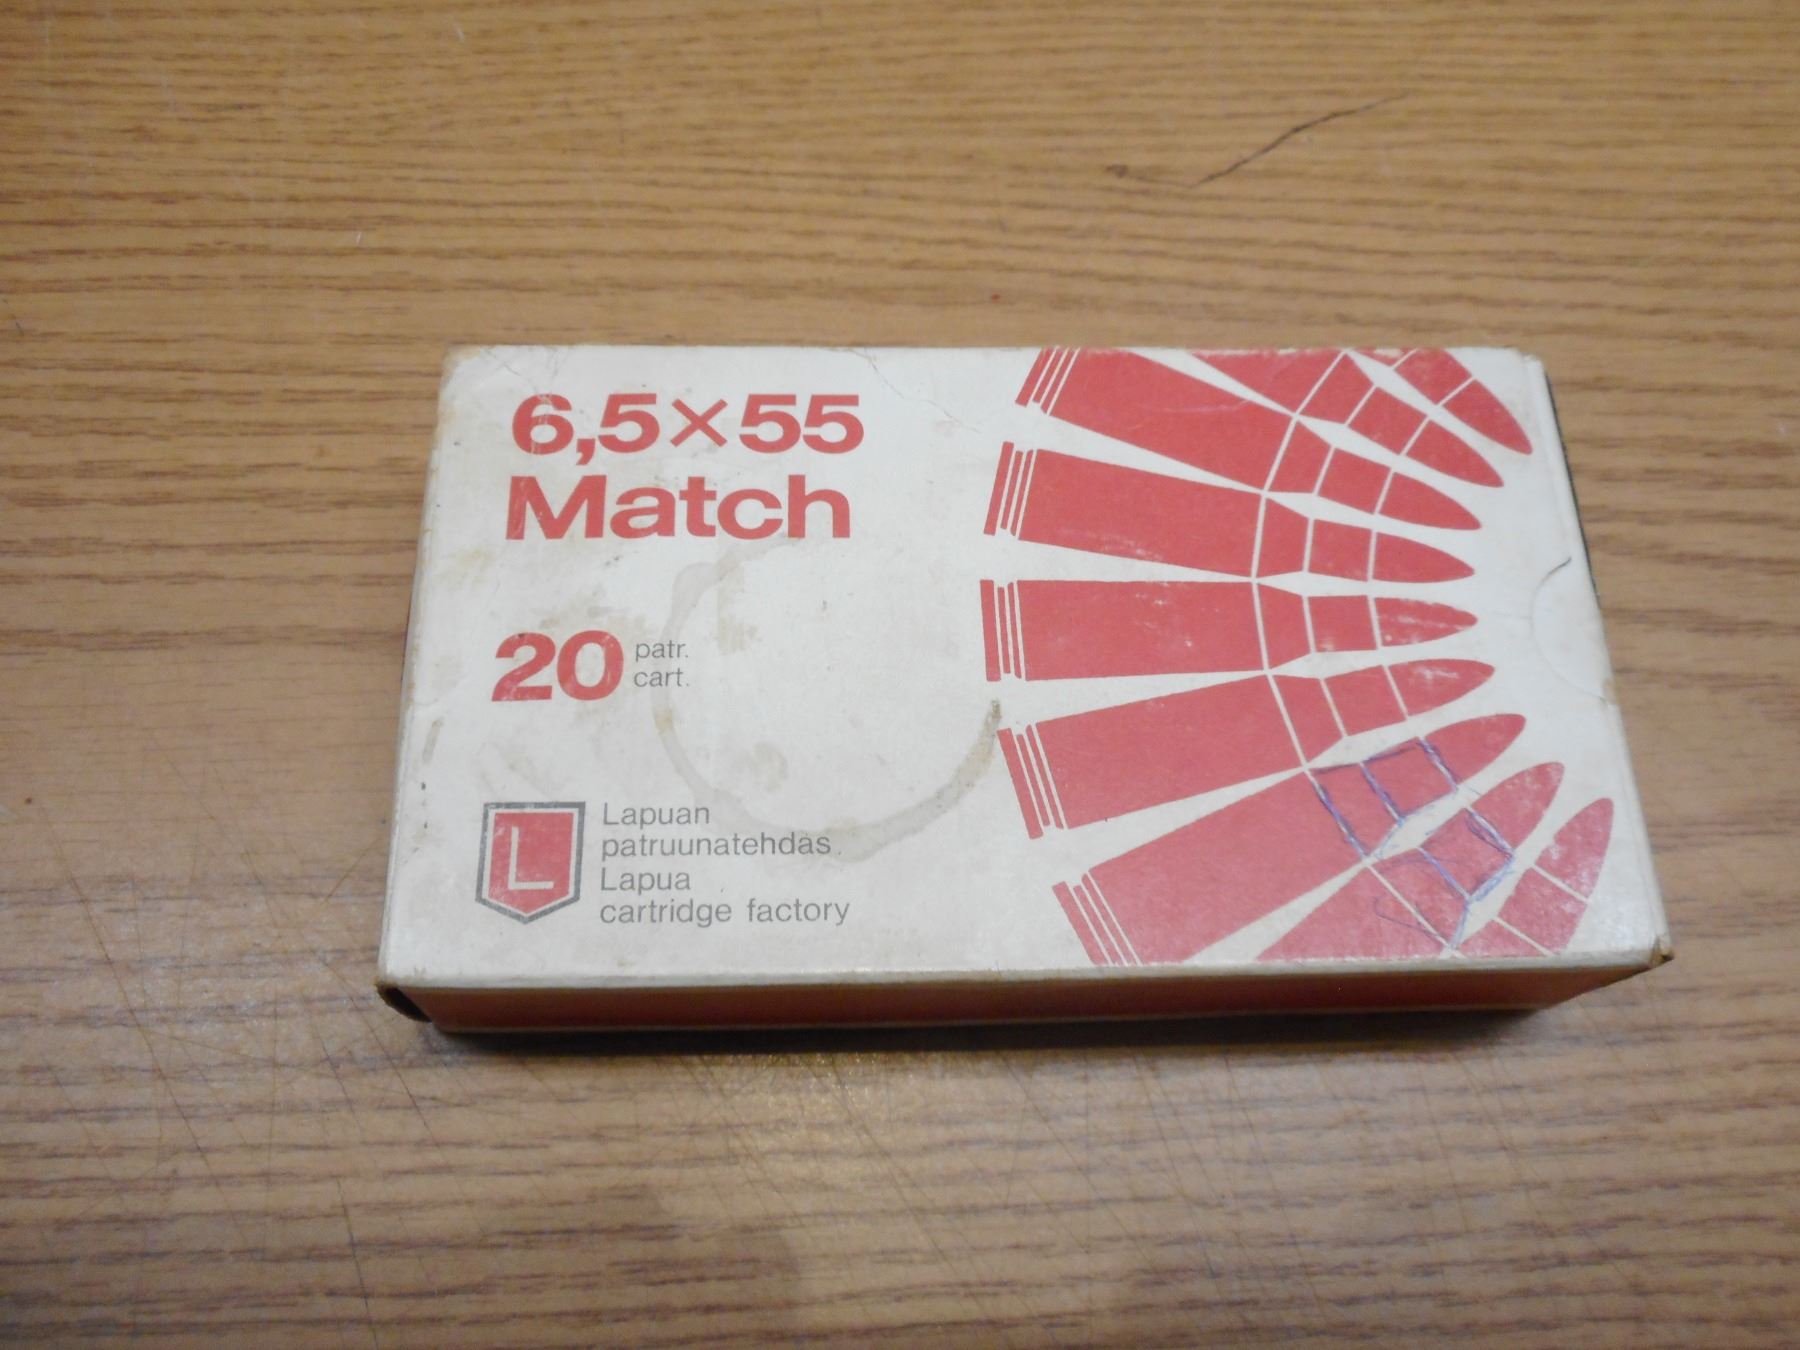 6,5×55
Match
20 patr.
cart.
L
Lapuan
patruunatehdas
Lapua
cartridge factory